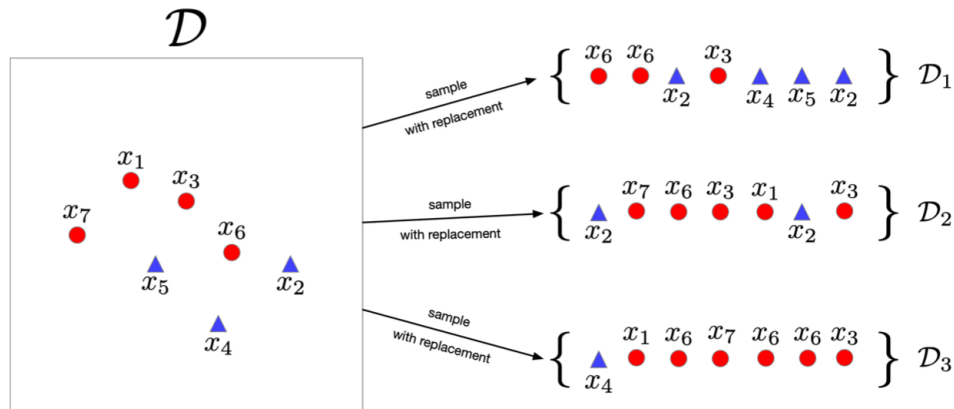 𝒟
x₁
x₃
x₇
x₆
x₅
x₂
x₄
sample
with replacement
{ x₆ x₆ x₂ x₃ x₄ x₅ x₂ } 𝒟₁
sample
with replacement
{ x₂ x₇ x₆ x₃ x₁ x₂ x₃ } 𝒟₂
sample
with replacement
{ x₄ x₁ x₆ x₇ x₆ x₆ x₃ } 𝒟₃